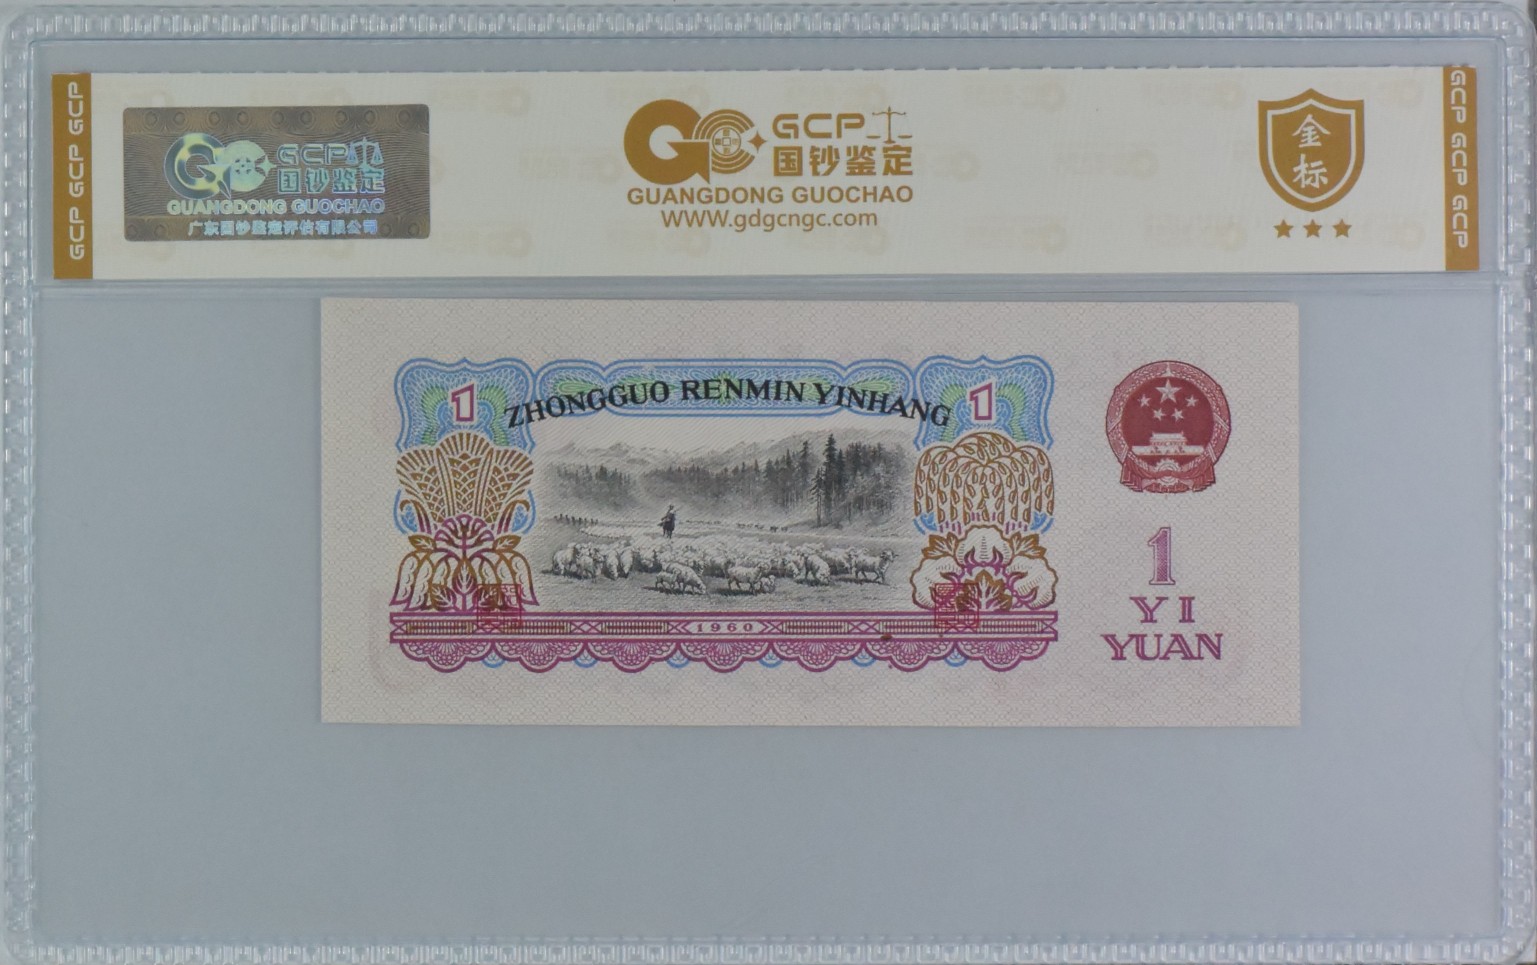 GCP GCP GCP
GCP
国钞鉴定
GUANGDONG GUOCHAO
广东国钞鉴定评估有限公司
GCP
国钞鉴定
GUANGDONG GUOCHAO
WWW.gdgcngc.com
金
标
GCP GCP GCP
1
ZHONGGUO RENMIN YINHANG
1
1960
1
YI
YUAN